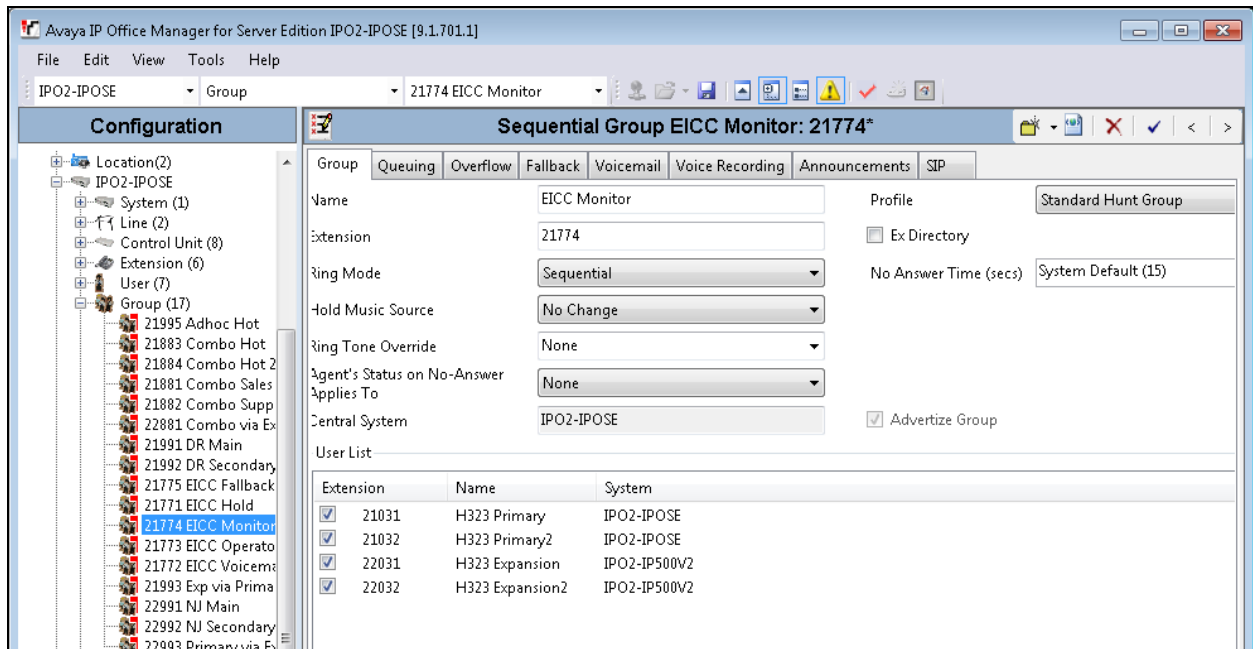 Avaya IP Office Manager for Server Edition IPO2-IPOSE [9.1.701.1]
File Edit View Tools Help
IPO2-IPOSE Group 21774 EICC Monitor
Configuration
Sequential Group EICC Monitor: 21774*
Location(2)
IPO2-IPOSE
System (1)
Line (2)
Control Unit (8)
Extension (6)
User (7)
Group (17)
21995 Adhoc Hot
21883 Combo Hot
21884 Combo Hot 2
21881 Combo Sales
21882 Combo Supp
22881 Combo via Ex
21991 DR Main
21992 DR Secondary
21775 EICC Fallback
21771 EICC Hold
21774 EICC Monitor
21773 EICC Operato
21772 EICC Voicema
21993 Exp via Prima
22991 NJ Main
22992 NJ Secondary
22993 Primary via Ex
Group Queuing Overflow Fallback Voicemail Voice Recording Announcements SIP
Name EICC Monitor Profile Standard Hunt Group
Extension 21774 Ex Directory
Ring Mode Sequential No Answer Time (secs) System Default (15)
Hold Music Source No Change
Ring Tone Override None
Agent's Status on No-Answer
Applies To None
Central System IPO2-IPOSE Advertize Group
User List
Extension Name System
21031 H323 Primary IPO2-IPOSE
21032 H323 Primary2 IPO2-IPOSE
22031 H323 Expansion IPO2-IP500V2
22032 H323 Expansion2 IPO2-IP500V2